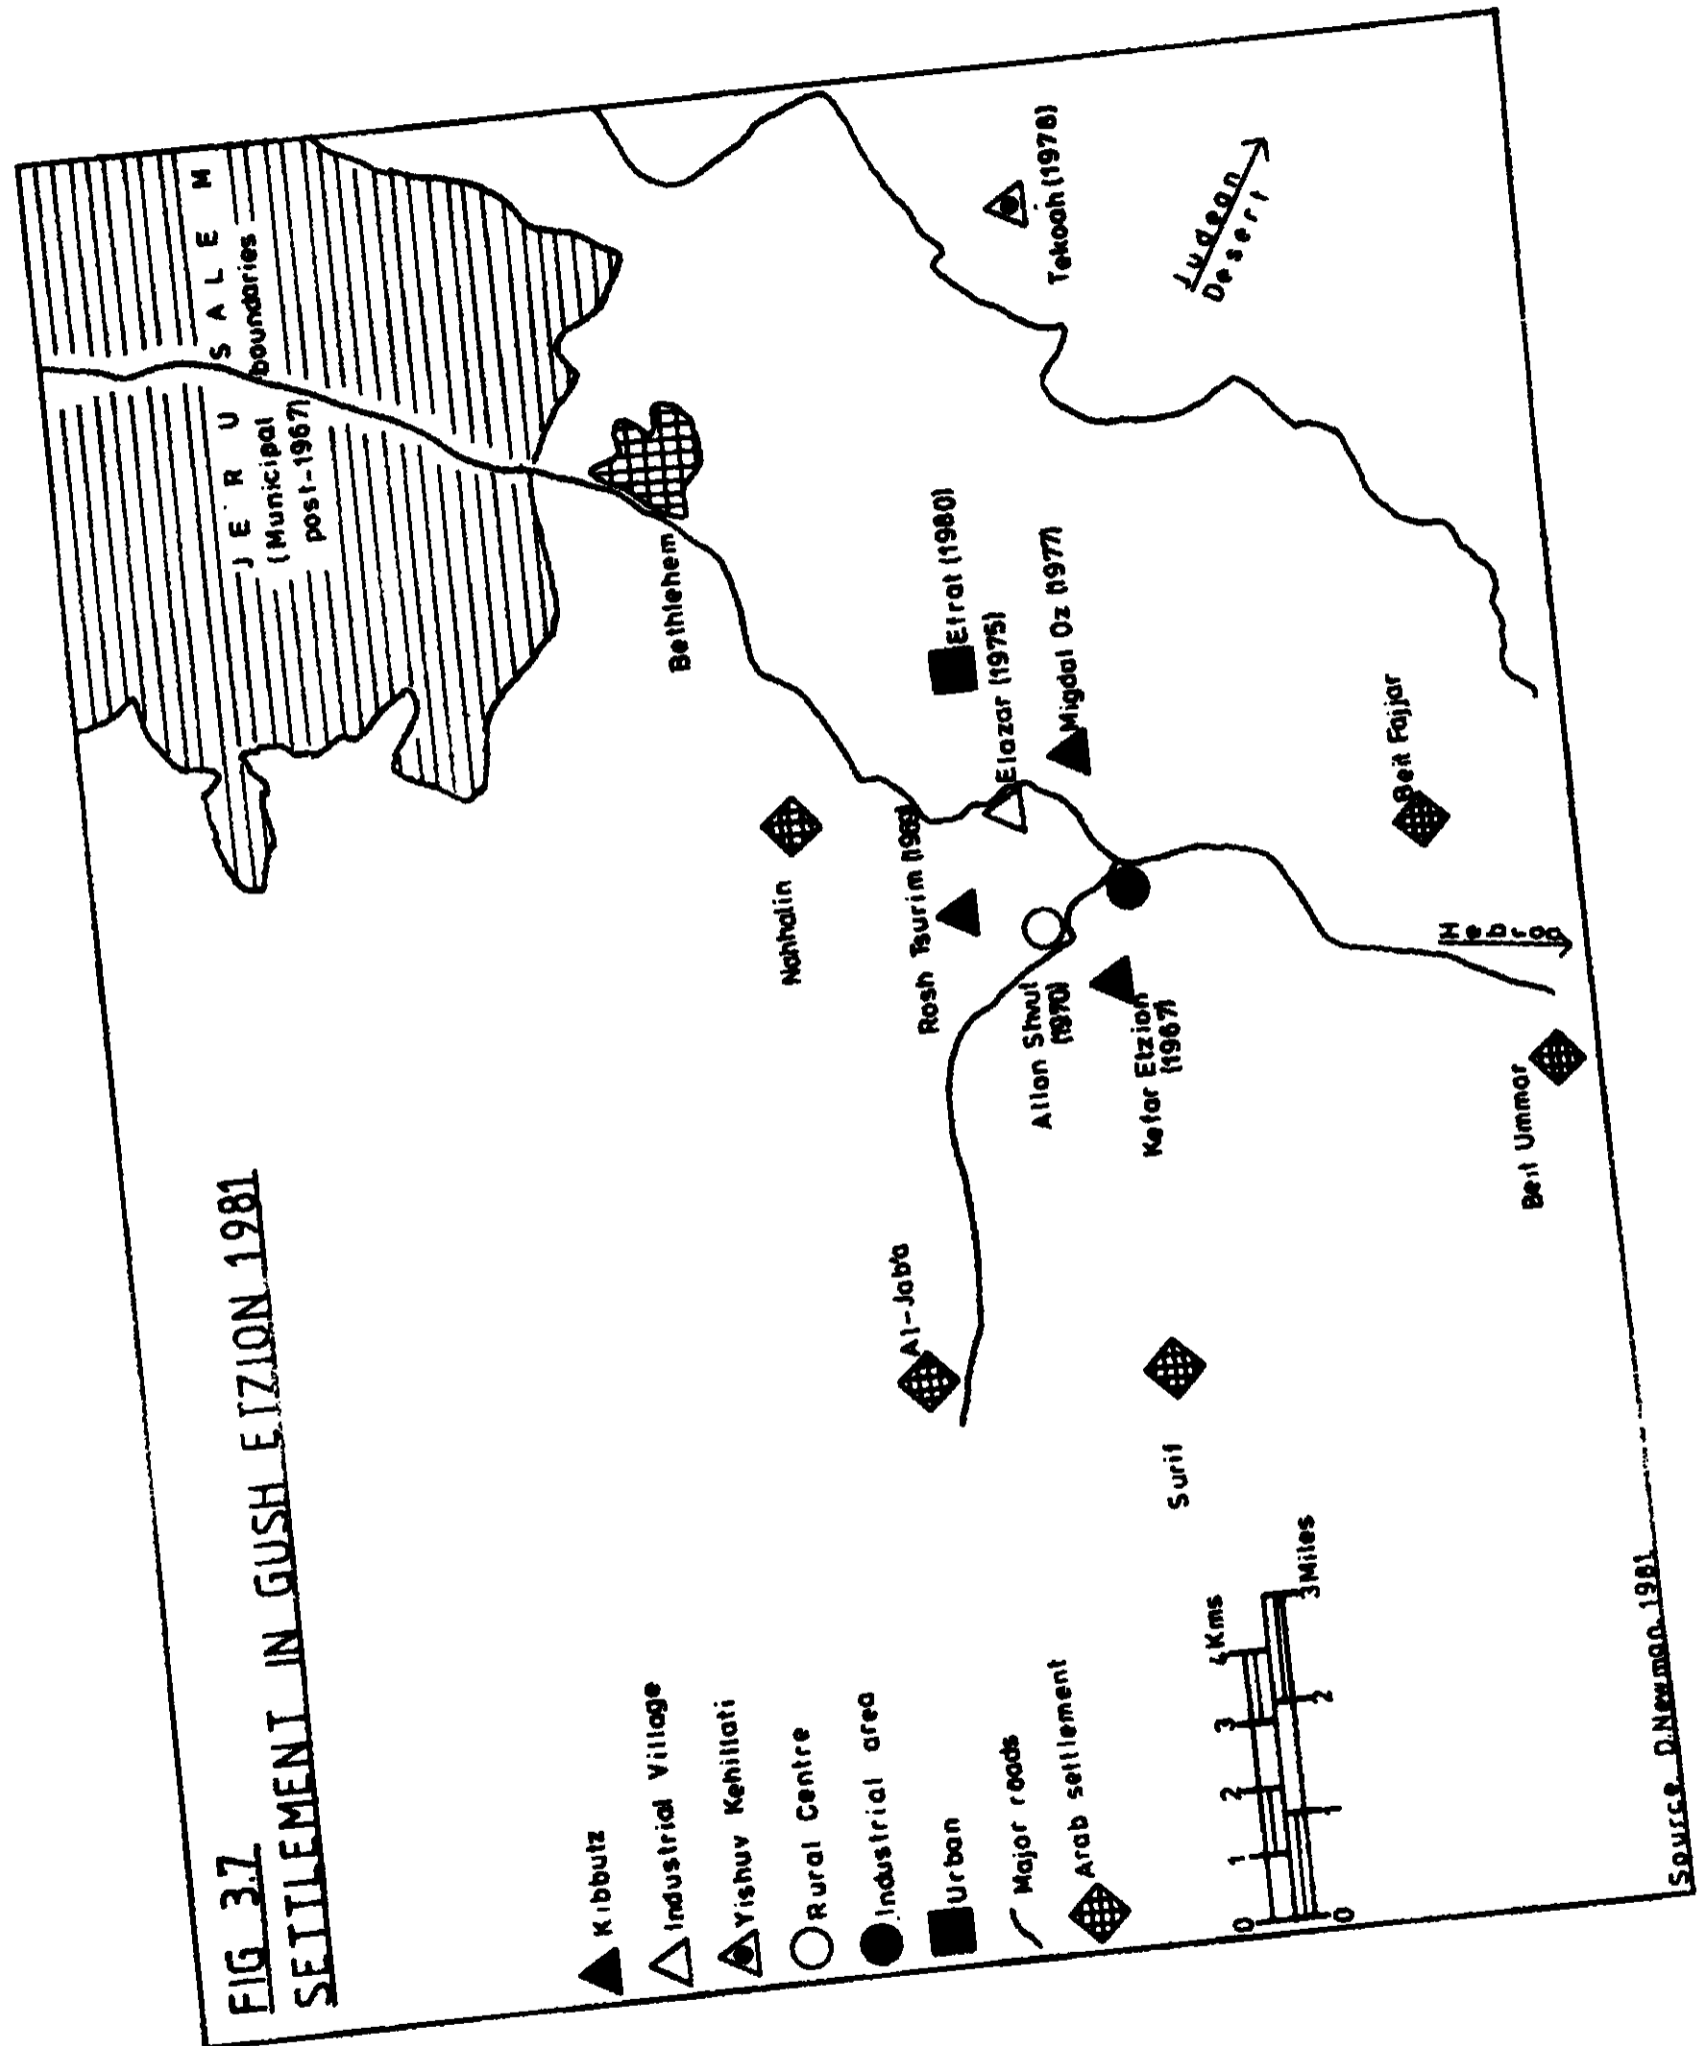 FIG 3.7
SETTLEMENT IN GUSH ETZION 1981
JERUSALEM
(Municipal boundaries
post-1967)
Bethlehem
Nahhalin
Efrat (1980)
Elazar (1975)
Migdal Oz (1977)
Tekoah (1978)
Judean
Desert
Rosh Tsurim (1969)
Allon Shvut
(1970)
Kefar Etzion
(1967)
Al-Jab'a
Surif
Beit Fajjar
Hebron
Beit Ummar
Kibbutz
Industrial Village
Yishuv Kehillati
Rural Centre
Industrial area
Urban
Major roads
Arab settlement
0 1 2 3 4 Kms
0 1 2 3 Miles
Source D.Newman 1981